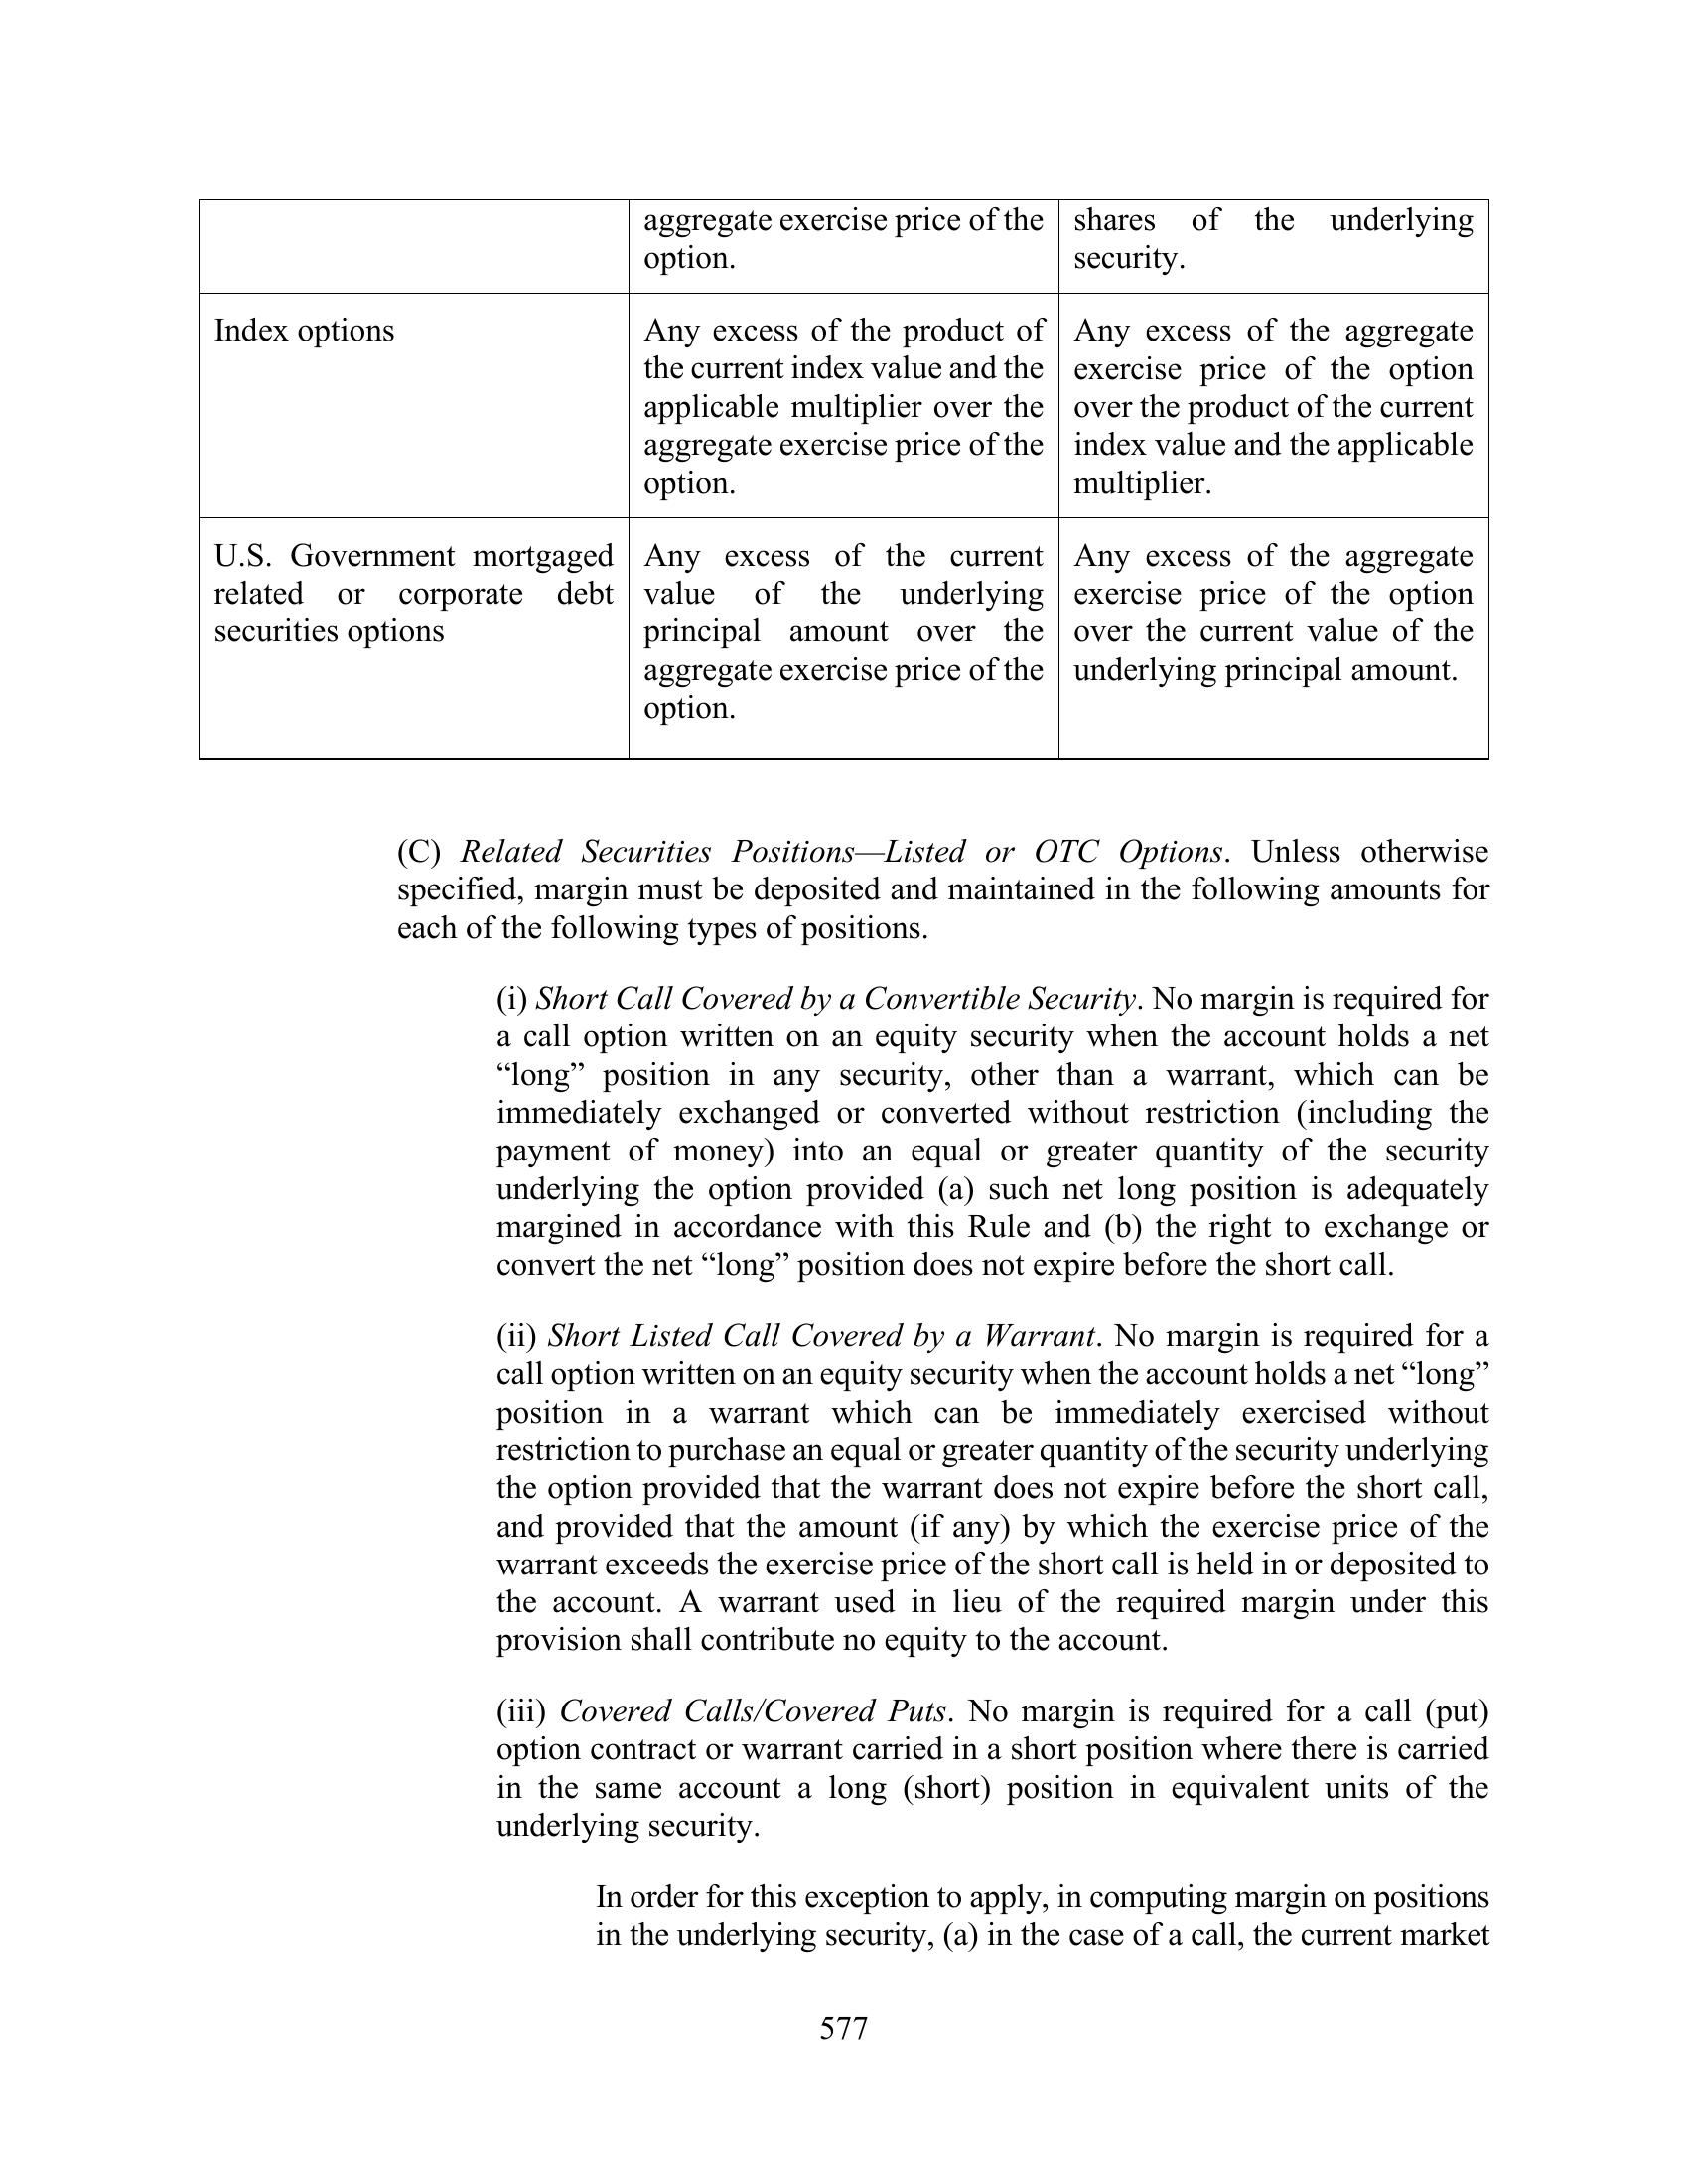 aggregate exercise price of the
option.
shares of the underlying
security.
Index options
Any excess of the product of
the current index value and the
applicable multiplier over the
aggregate exercise price of the
option.
Any excess of the aggregate
exercise price of the option
over the product of the current
index value and the applicable
multiplier.
U.S. Government mortgaged
related or corporate debt
securities options
Any excess of the current
value of the underlying
principal amount over the
aggregate exercise price of the
option.
Any excess of the aggregate
exercise price of the option
over the current value of the
underlying principal amount.
(C) Related Securities Positions—Listed or OTC Options. Unless otherwise
specified, margin must be deposited and maintained in the following amounts for
each of the following types of positions.
(i) Short Call Covered by a Convertible Security. No margin is required for
a call option written on an equity security when the account holds a net
“long” position in any security, other than a warrant, which can be
immediately exchanged or converted without restriction (including the
payment of money) into an equal or greater quantity of the security
underlying the option provided (a) such net long position is adequately
margined in accordance with this Rule and (b) the right to exchange or
convert the net “long” position does not expire before the short call.
(ii) Short Listed Call Covered by a Warrant. No margin is required for a
call option written on an equity security when the account holds a net “long”
position in a warrant which can be immediately exercised without
restriction to purchase an equal or greater quantity of the security underlying
the option provided that the warrant does not expire before the short call,
and provided that the amount (if any) by which the exercise price of the
warrant exceeds the exercise price of the short call is held in or deposited to
the account. A warrant used in lieu of the required margin under this
provision shall contribute no equity to the account.
(iii) Covered Calls/Covered Puts. No margin is required for a call (put)
option contract or warrant carried in a short position where there is carried
in the same account a long (short) position in equivalent units of the
underlying security.
In order for this exception to apply, in computing margin on positions
in the underlying security, (a) in the case of a call, the current market
577